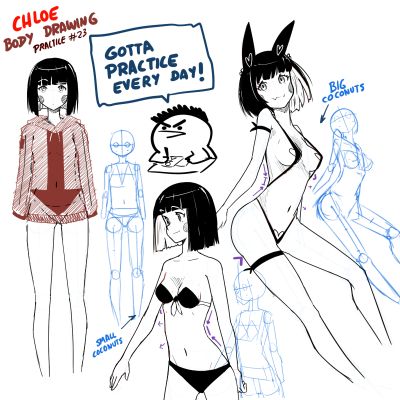 CHLOE
BODY DRAWING
PRACTICE #23
GOTTA
PRACTICE
EVERY DAY!
BIG
COCONUTS
SMALL
COCONUTS